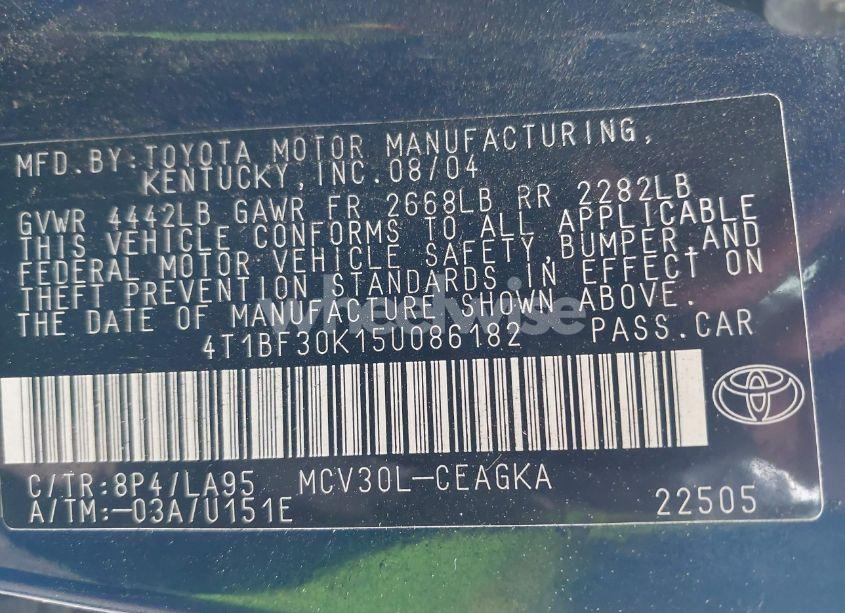 MFD.BY:TOYOTA MOTOR MANUFACTURING,
KENTUCKY,INC.08/04
GVWR 4442LB GAWR FR 2668LB RR 2282LB
THIS VEHICLE CONFORMS TO ALL APPLICABLE
FEDERAL MOTOR VEHICLE SAFETY,BUMPER,AND
THEFT PREVENTION STANDARDS IN EFFECT ON
THE DATE OF MANUFACTURE SHOWN ABOVE.
wheelwise
4T1BF30K15U086182 PASS.CAR
C/TR:8P4/LA95 MCV30L-CEAGKA
A/TM:-03A/U151E 22505